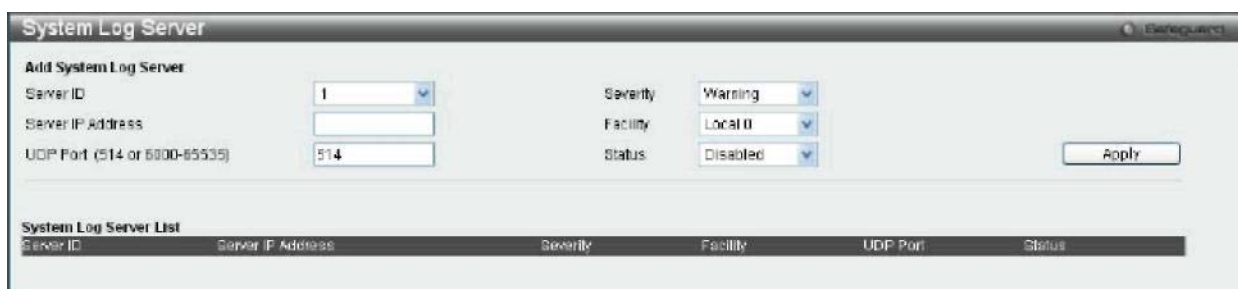 System Log Server
Safeguard
Add System Log Server
Server ID 1 Severity Warning
Server IP Address Facility Local 0
UDP Port (514 or 6000-65535) 514 Status Disabled Apply
System Log Server List
Server ID Server IP Address Severity Facility UDP Port Status